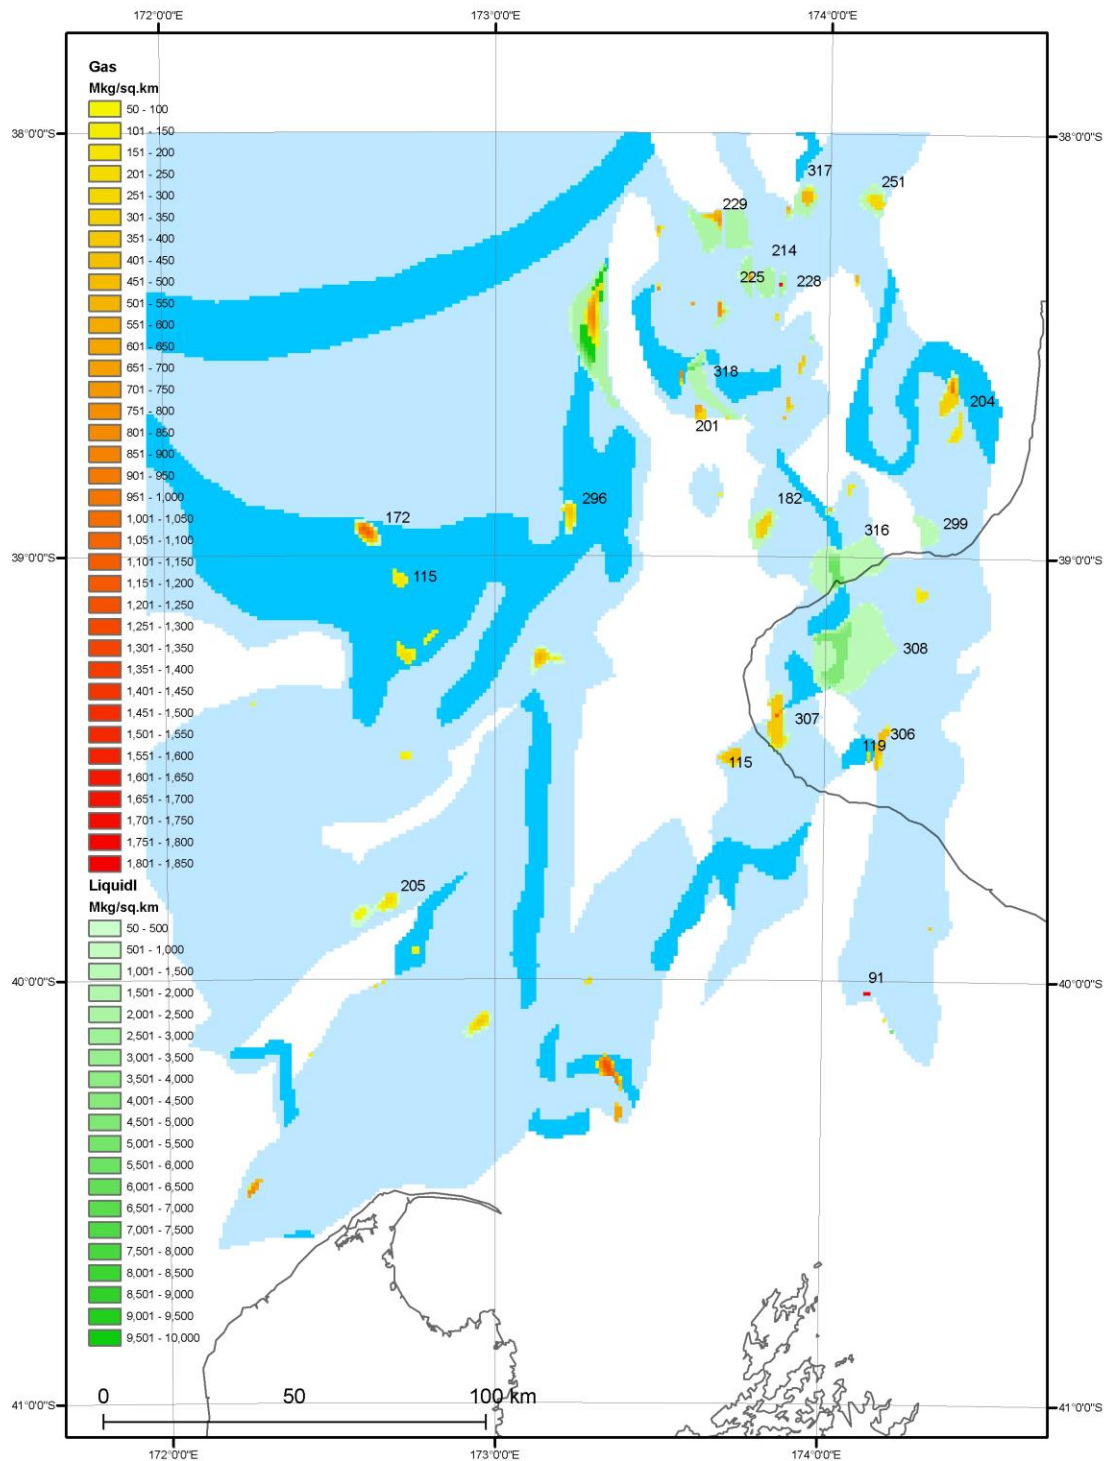 172°0'0"E 173°0'0"E 174°0'0"E
Gas
Mkg/sq.km
50 - 100
101 - 150
151 - 200
201 - 250
251 - 300
301 - 350
351 - 400
401 - 450
451 - 500
501 - 550
551 - 600
601 - 650
651 - 700
701 - 750
751 - 800
801 - 850
851 - 900
901 - 950
951 - 1,000
1,001 - 1,050
1,051 - 1,100
1,101 - 1,150
1,151 - 1,200
1,201 - 1,250
1,251 - 1,300
1,301 - 1,350
1,351 - 1,400
1,401 - 1,450
1,451 - 1,500
1,501 - 1,550
1,551 - 1,600
1,601 - 1,650
1,651 - 1,700
1,701 - 1,750
1,751 - 1,800
1,801 - 1,850
Liquidl
Mkg/sq.km
50 - 500
501 - 1,000
1,001 - 1,500
1,501 - 2,000
2,001 - 2,500
2,501 - 3,000
3,001 - 3,500
3,501 - 4,000
4,001 - 4,500
4,501 - 5,000
5,001 - 5,500
5,501 - 6,000
6,001 - 6,500
6,501 - 7,000
7,001 - 7,500
7,501 - 8,000
8,001 - 8,500
8,501 - 9,000
9,001 - 9,500
9,501 - 10,000
0 50 100 km
38°0'0"S 38°0'0"S
317
251
229
214
225 228
318
204
201
296 182
172 316 299
39°0'0"S 39°0'0"S
115
308
307
306
119
115
205
91
40°0'0"S 40°0'0"S
41°0'0"S 41°0'0"S
172°0'0"E 173°0'0"E 174°0'0"E